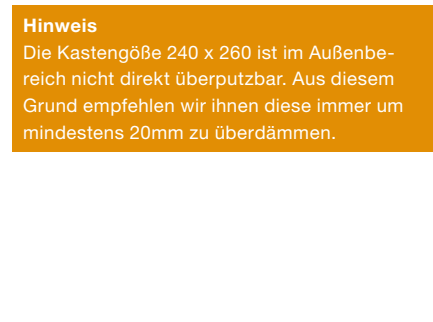 Hinweis
Die Kastengöße 240 x 260 ist im Außenbe-
reich nicht direkt überputzbar. Aus diesem
Grund empfehlen wir ihnen diese immer um
mindestens 20mm zu überdämmen.